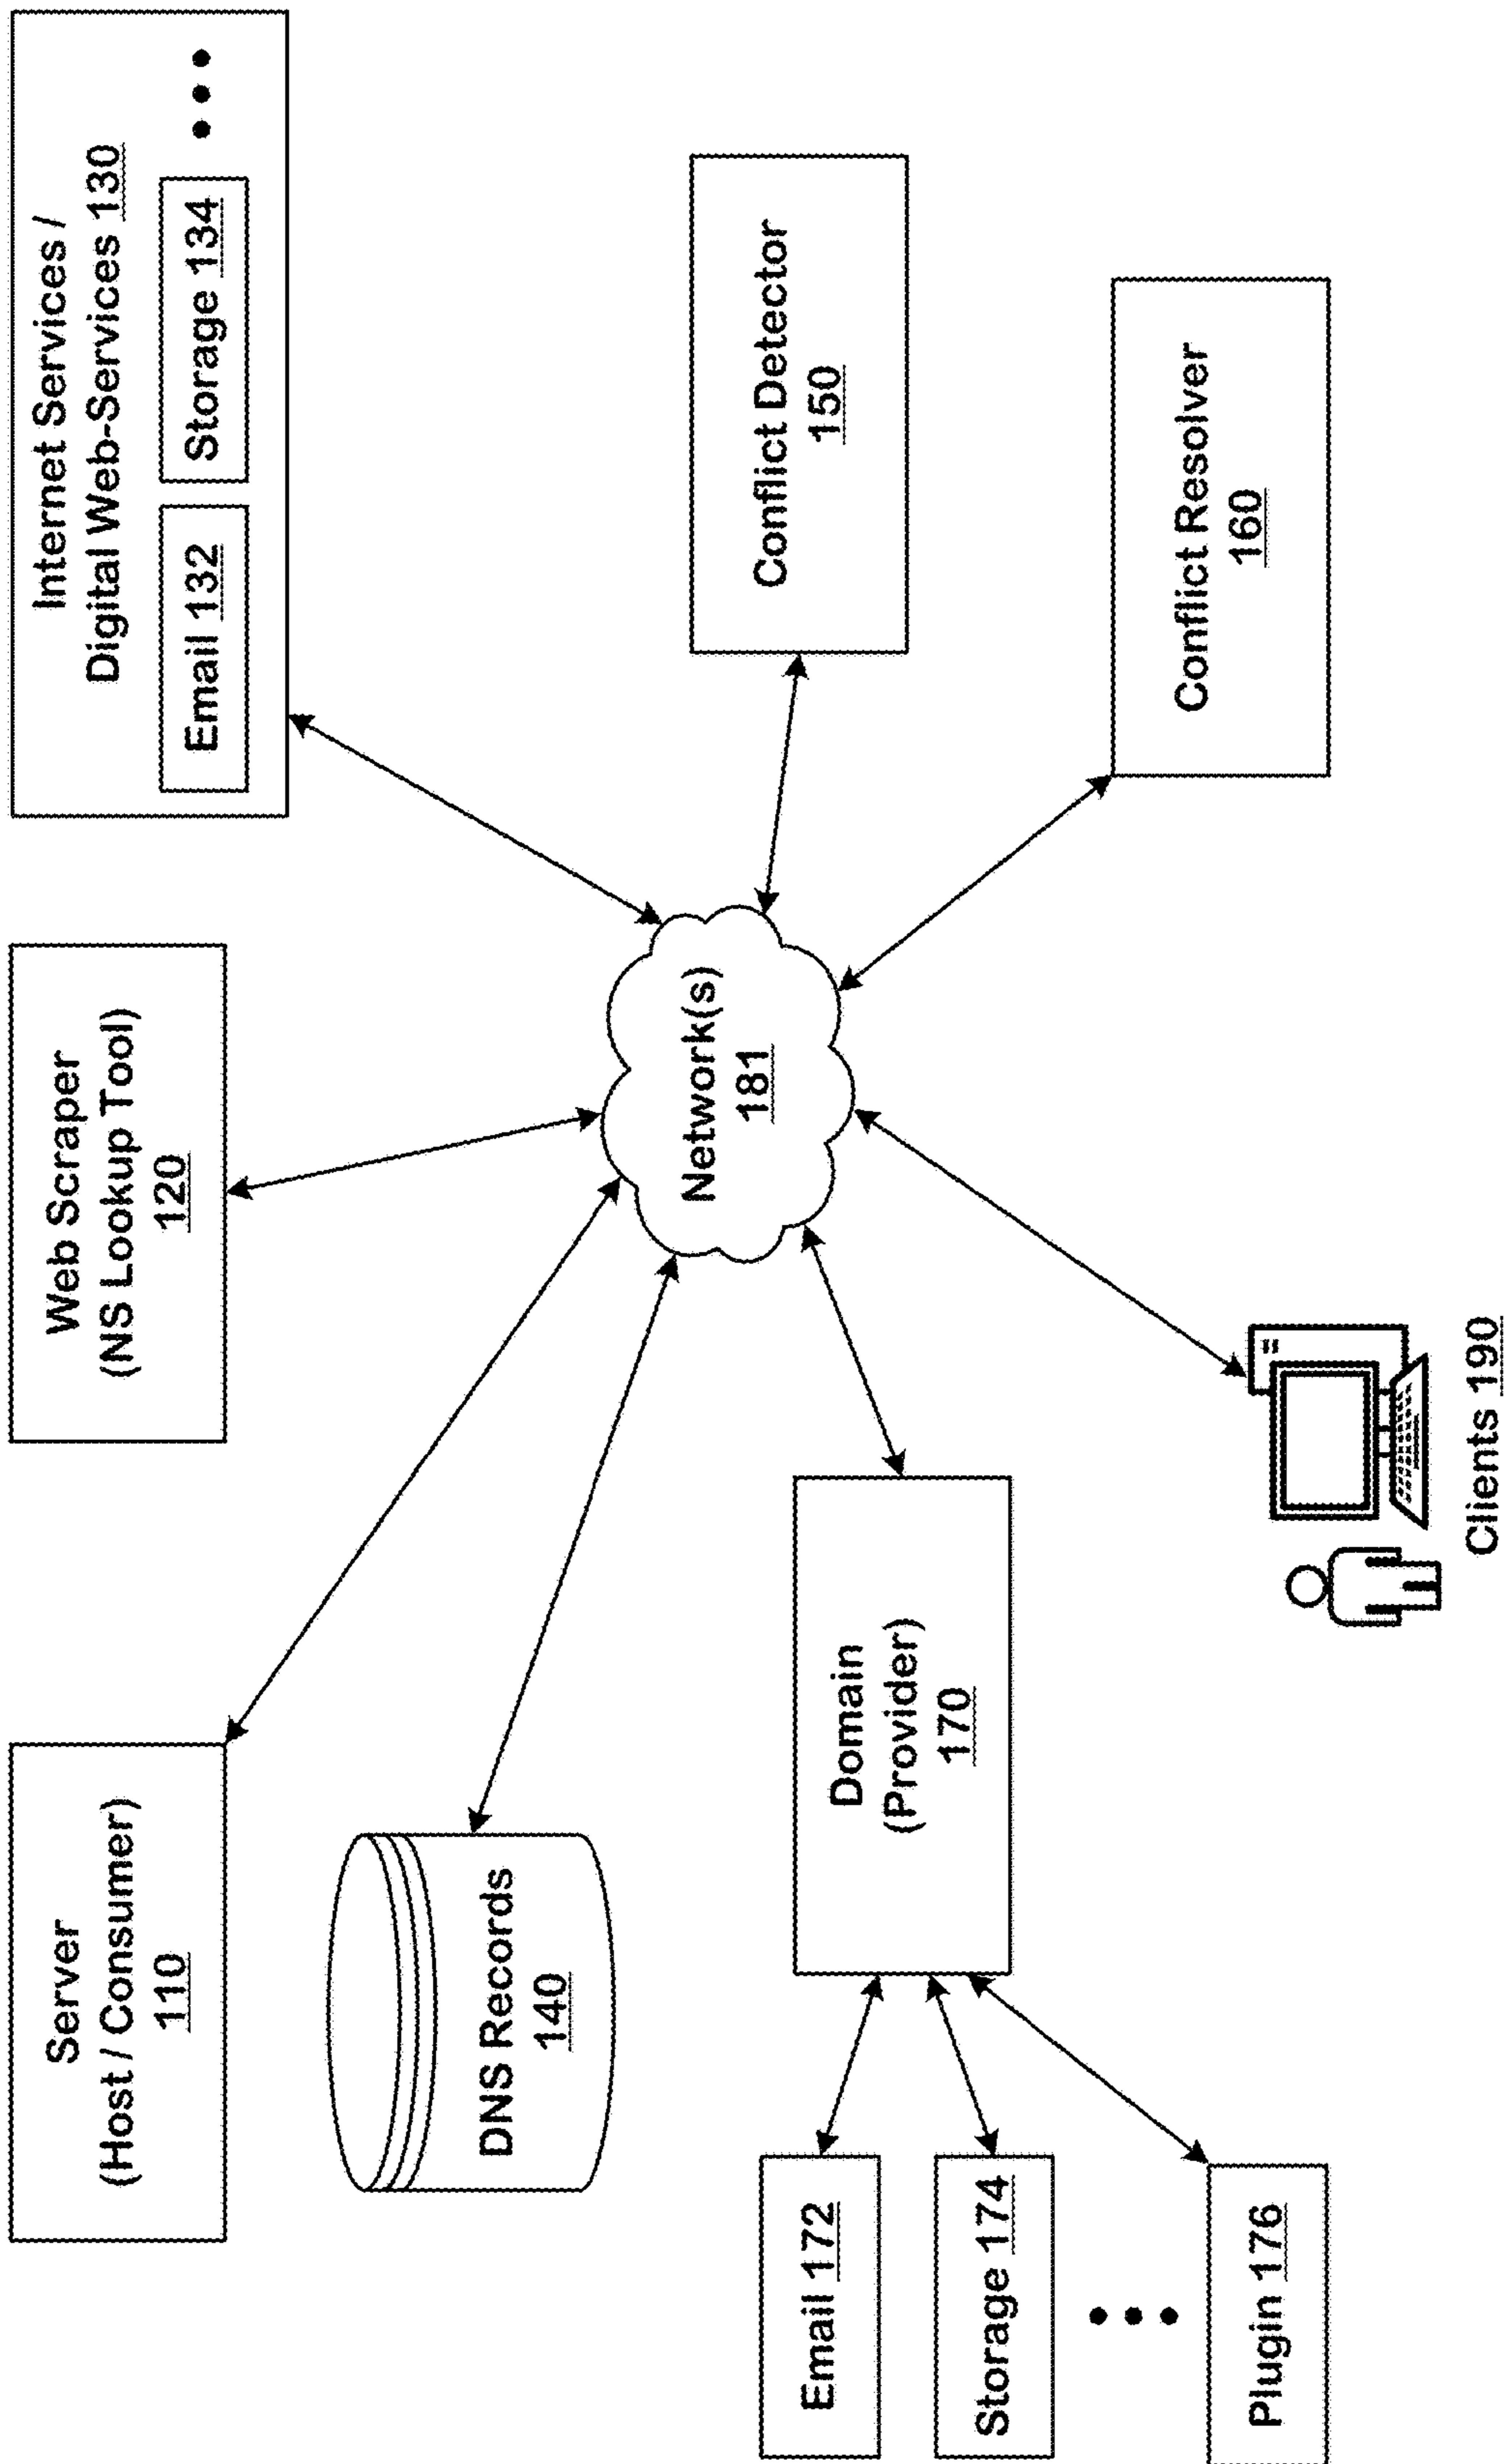 Server
(Host / Consumer)
110
Web Scraper
(NS Lookup Tool)
120
Internet Services /
Digital Web-Services 130
Email 132
Storage 134
DNS Records
140
Network(s)
181
Conflict Detector
150
Domain
(Provider)
170
Email 172
Storage 174
Plugin 176
Conflict Resolver
160
Clients 190